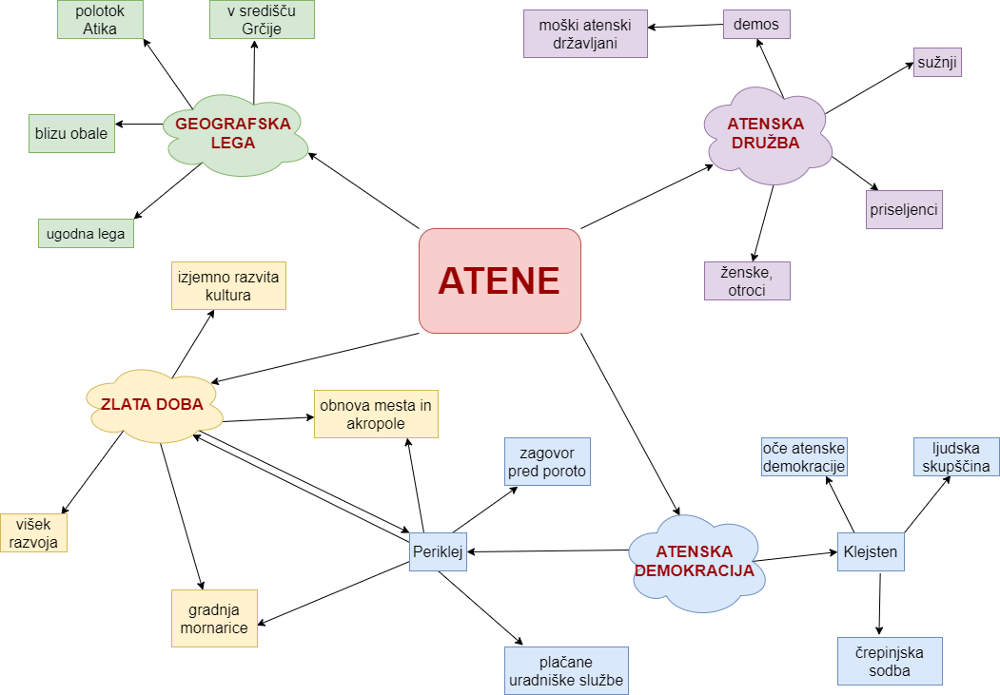 polotok
Atika
v središču
Grčije
blizu obale
GEOGRAFSKA
LEGA
ugodna lega
moški atenski
državljani
demos
sužnji
ATENSKA
DRUŽBA
priseljenci
ženske,
otroci
ATENE
izjemno razvita
kultura
ZLATA DOBA
obnova mesta in
akropole
višek
razvoja
gradnja
mornarice
zagovor
pred poroto
Periklej
plačane
uradniške službe
ATENSKA
DEMOKRACIJA
oče atenske
demokracije
ljudska
skupščina
Klejsten
črepinjska
sodba